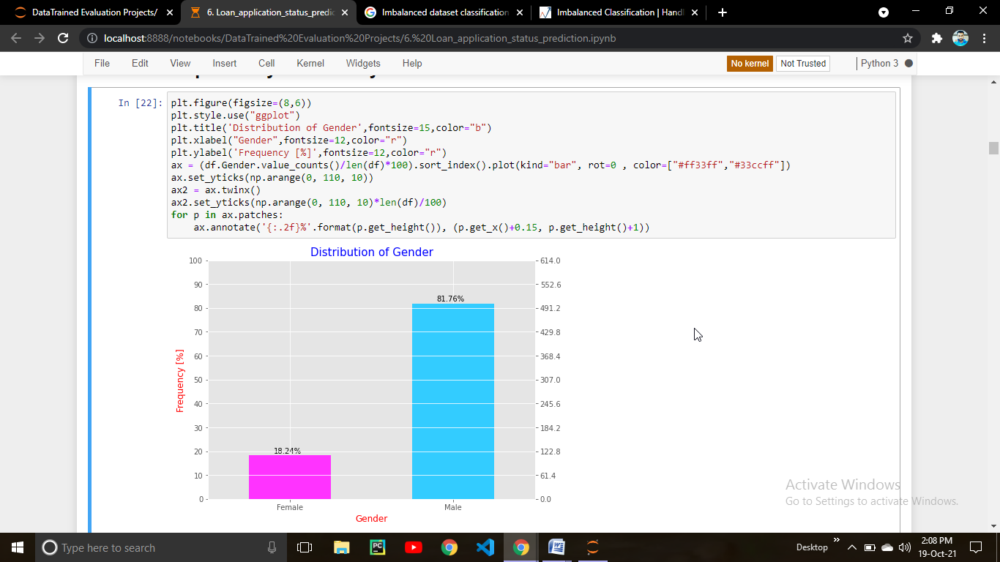 DataTrained Evaluation Projects/
6. Loan_application_status_predic
Imbalanced dataset classification
Imbalanced Classification | Handl
localhost:8888/notebooks/DataTrained%20Evaluation%20Projects/6.%20Loan_application_status_prediction.ipynb
File Edit View Insert Cell Kernel Widgets Help No kernel Not Trusted Python 3
In [22]:
plt.figure(figsize=(8,6))
plt.style.use("ggplot")
plt.title('Distribution of Gender',fontsize=15,color="b")
plt.xlabel("Gender",fontsize=12,color="r")
plt.ylabel('Frequency [%]',fontsize=12,color="r")
ax = (df.Gender.value_counts()/len(df)*100).sort_index().plot(kind="bar", rot=0 , color=["#ff33ff","#33ccff"])
ax.set_yticks(np.arange(0, 110, 10))
ax2 = ax.twinx()
ax2.set_yticks(np.arange(0, 110, 10)*len(df)/100)
for p in ax.patches:
    ax.annotate('{:.2f}%'.format(p.get_height()), (p.get_x()+0.15, p.get_height()+1))
Distribution of Gender
100 614.0
90 552.6
81.76%
80 491.2
70 429.8
60 368.4
Frequency [%]
50 307.0
40 245.6
30 184.2
20 18.24% 122.8
10 61.4
0 0.0
Female Male
Gender
Activate Windows
Go to Settings to activate Windows.
Type here to search
PC
W
Desktop
2:08 PM
19-Oct-21